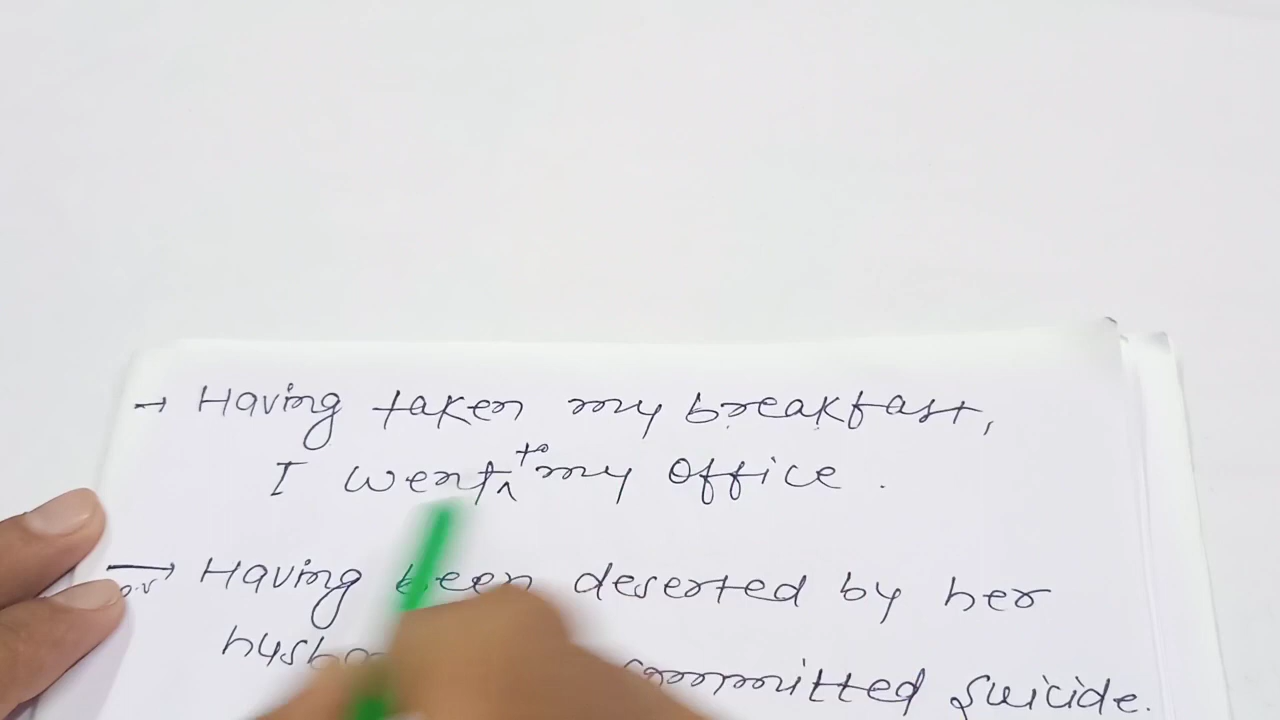 → Having taken my breakfast,
I went to my office.
→ Having been deserted by her
committed suicide.